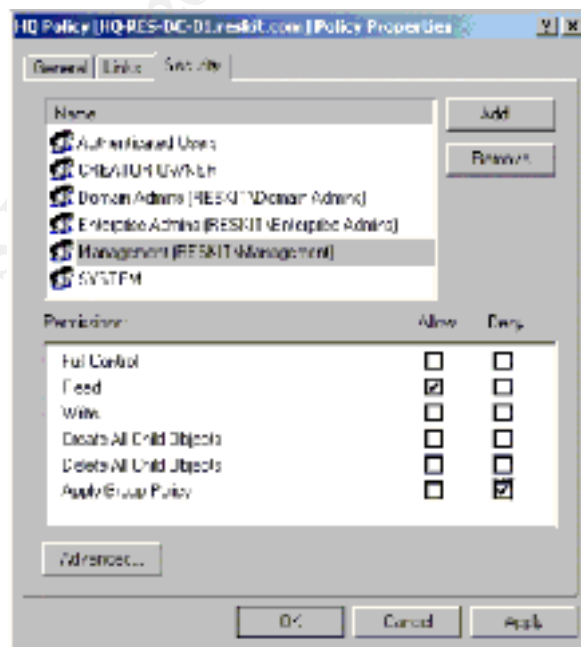 HQ Policy [HQ-RES-DC-01.reskit.com] Policy Properties
General Links Security
Name
Add
Authenticated Users
Remove
CREATOR OWNER
Domain Admins (RESKIT\Domain Admins)
Enterprise Admins (RESKIT\Enterprise Admins)
Management (RESKIT\Management)
SYSTEM
Permissions: Allow Deny
Full Control
Read
Write
Create All Child Objects
Delete All Child Objects
Apply Group Policy
Advanced...
OK Cancel Apply